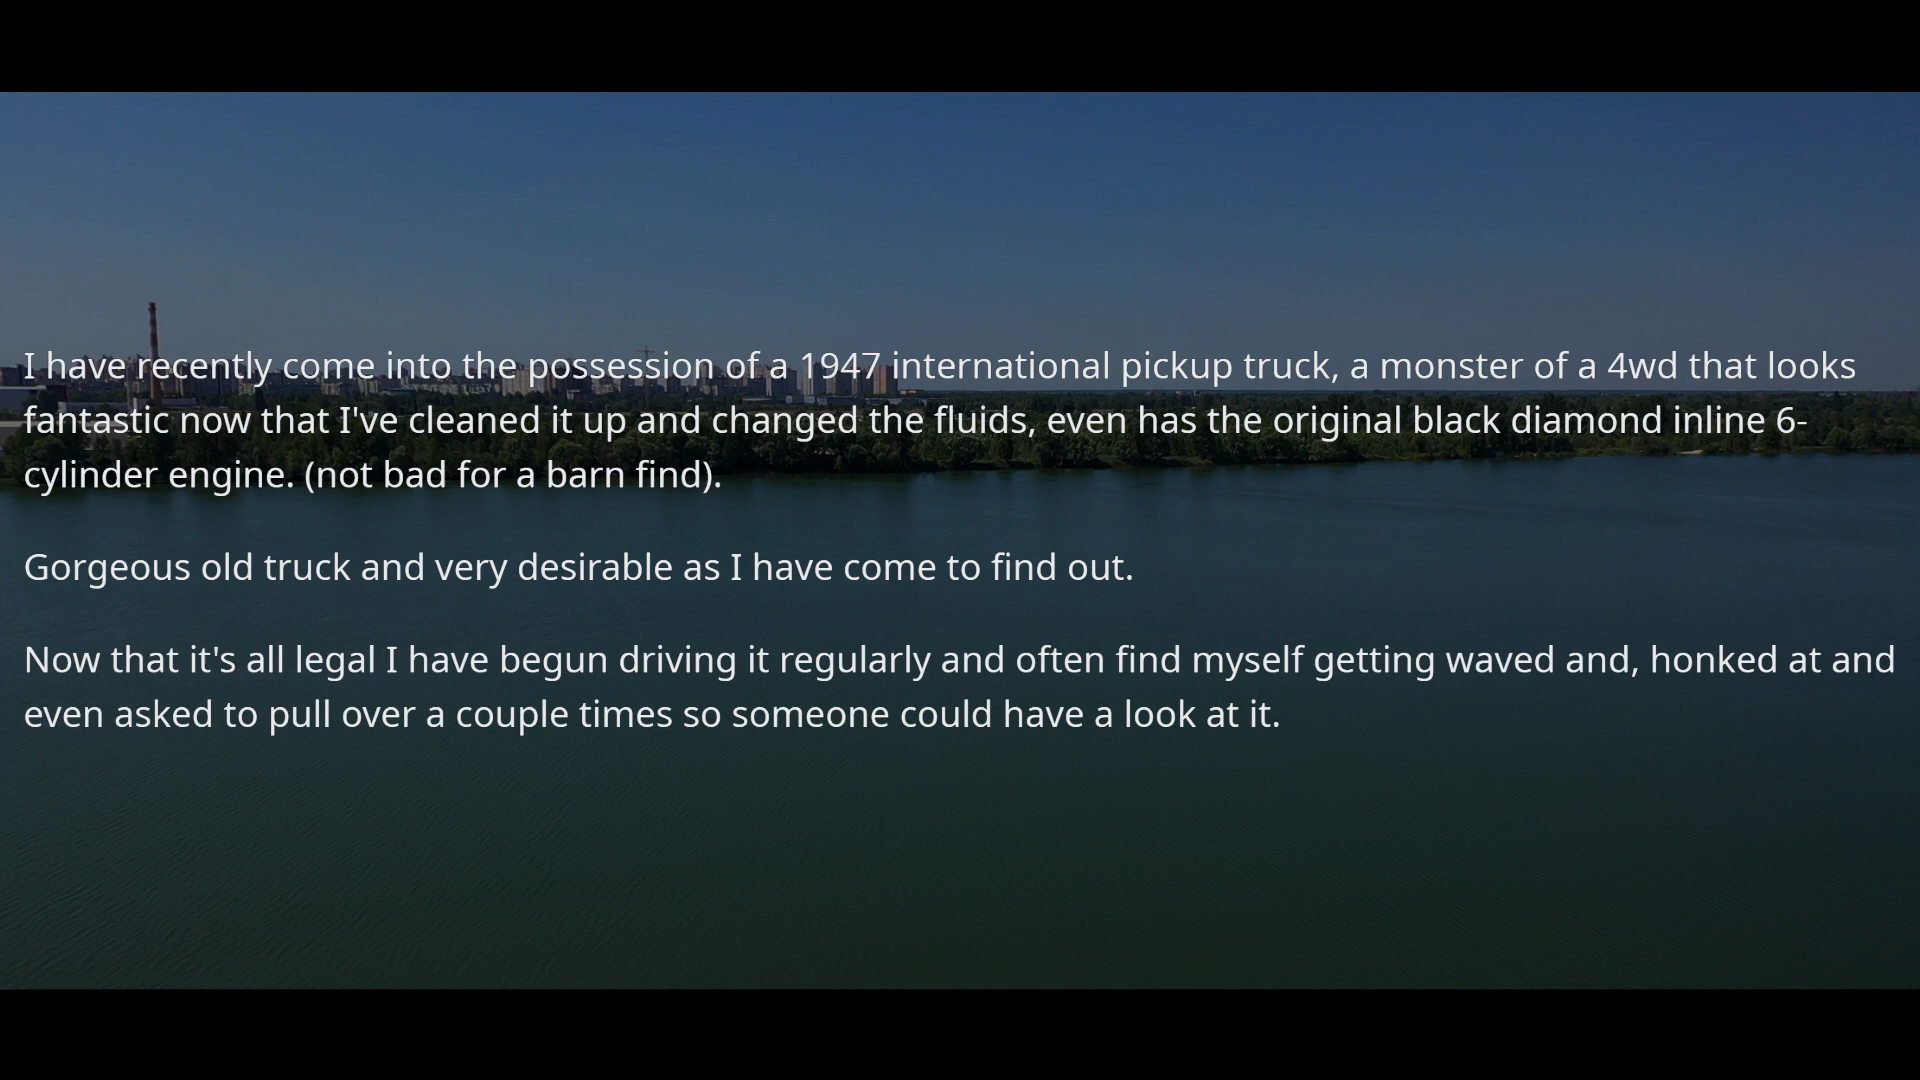 I have recently come into the possession of a 1947 international pickup truck, a monster of a 4wd that looks
fantastic now that I've cleaned it up and changed the fluids, even has the original black diamond inline 6-
cylinder engine. (not bad for a barn find).
Gorgeous old truck and very desirable as I have come to find out.
Now that it's all legal I have begun driving it regularly and often find myself getting waved and, honked at and
even asked to pull over a couple times so someone could have a look at it.